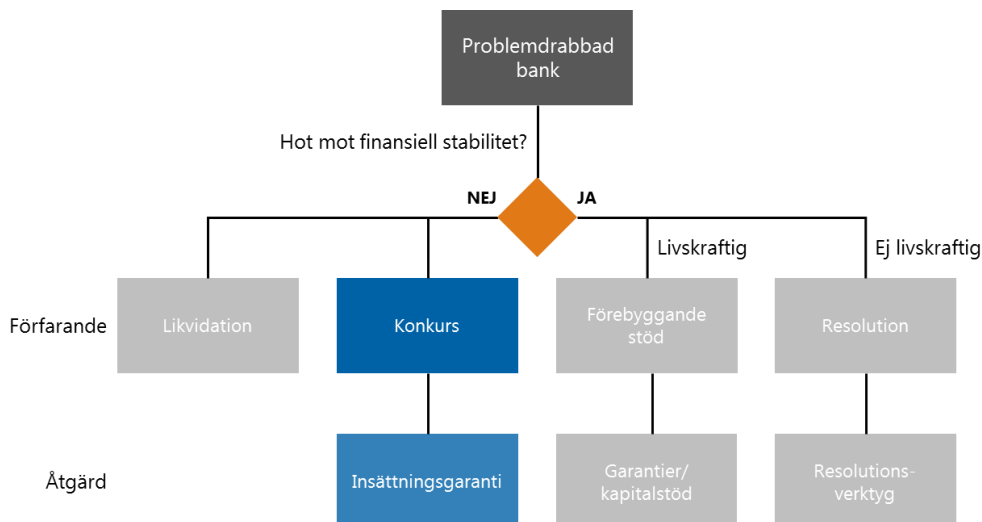 Problemdrabbad
bank
Hot mot finansiell stabilitet?
NEJ
JA
Livskraftig
Ej livskraftig
Förfarande
Likvidation
Konkurs
Förebyggande
stöd
Resolution
Åtgärd
Insättningsgaranti
Garantier/
kapitalstöd
Resolutions-
verktyg